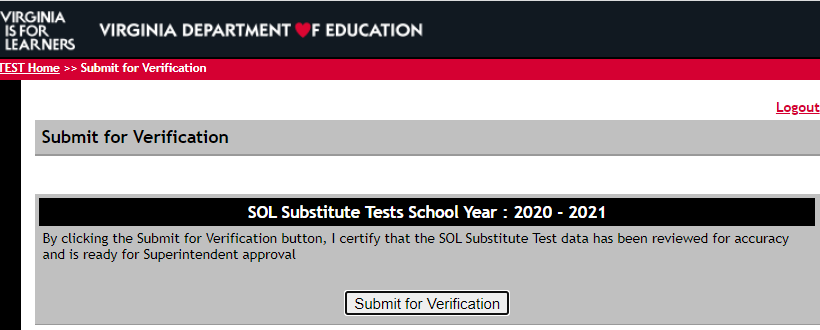 VIRGINIA
IS FOR
LEARNERS
VIRGINIA DEPARTMENT OF EDUCATION
TEST Home >> Submit for Verification
Logout
Submit for Verification
SOL Substitute Tests School Year : 2020 - 2021
By clicking the Submit for Verification button, I certify that the SOL Substitute Test data has been reviewed for accuracy
and is ready for Superintendent approval
Submit for Verification